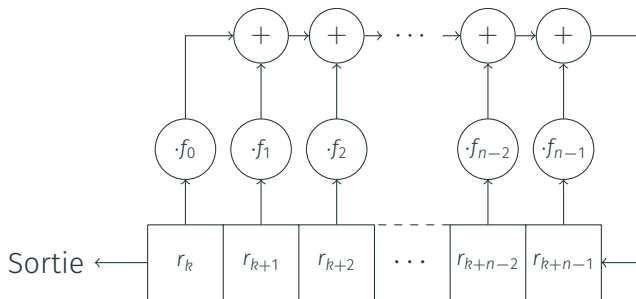 + + ⋯ + +
·f₀ ·f₁ ·f₂ ·fₙ₋₂ ·fₙ₋₁
Sortie rₖ rₖ₊₁ rₖ₊₂ ⋯ rₖ₊ₙ₋₂ rₖ₊ₙ₋₁